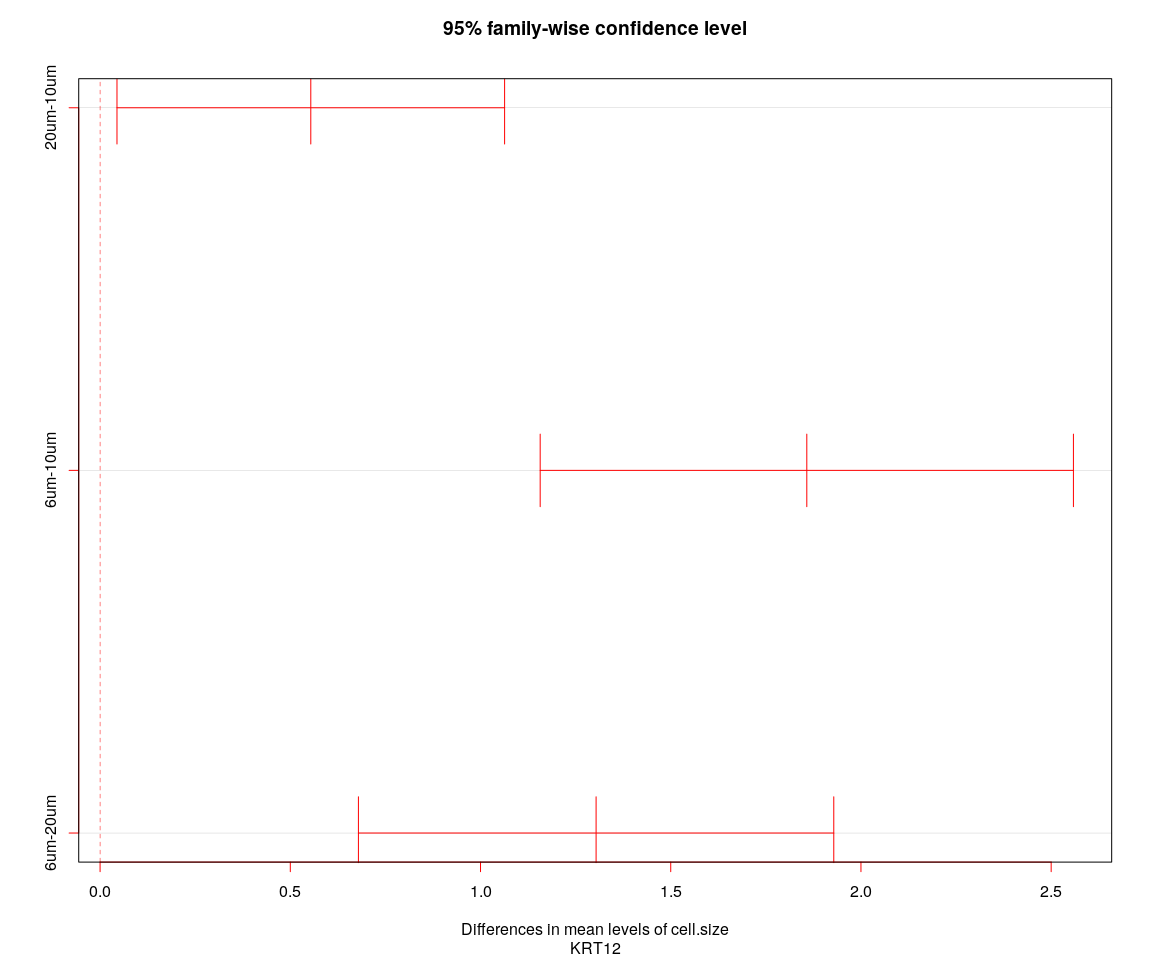 95% family-wise confidence level
20um-10um
6um-10um
6um-20um
0.0 0.5 1.0 1.5 2.0 2.5
Differences in mean levels of cell.size
KRT12